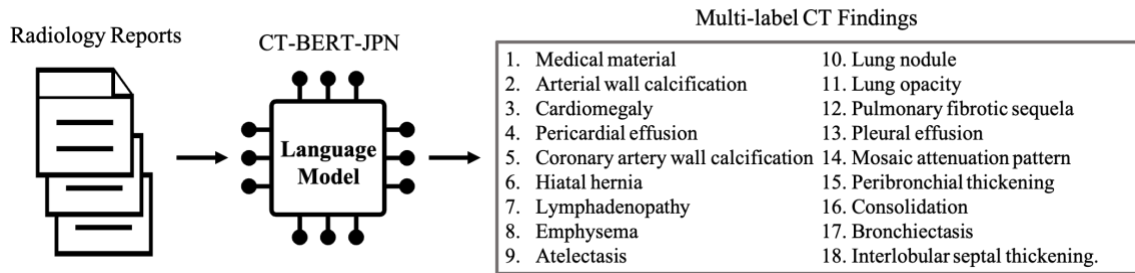 Radiology Reports
CT-BERT-JPN
Language
Model
Multi-label CT Findings
1. Medical material
2. Arterial wall calcification
3. Cardiomegaly
4. Pericardial effusion
5. Coronary artery wall calcification
6. Hiatal hernia
7. Lymphadenopathy
8. Emphysema
9. Atelectasis
10. Lung nodule
11. Lung opacity
12. Pulmonary fibrotic sequela
13. Pleural effusion
14. Mosaic attenuation pattern
15. Peribronchial thickening
16. Consolidation
17. Bronchiectasis
18. Interlobular septal thickening.